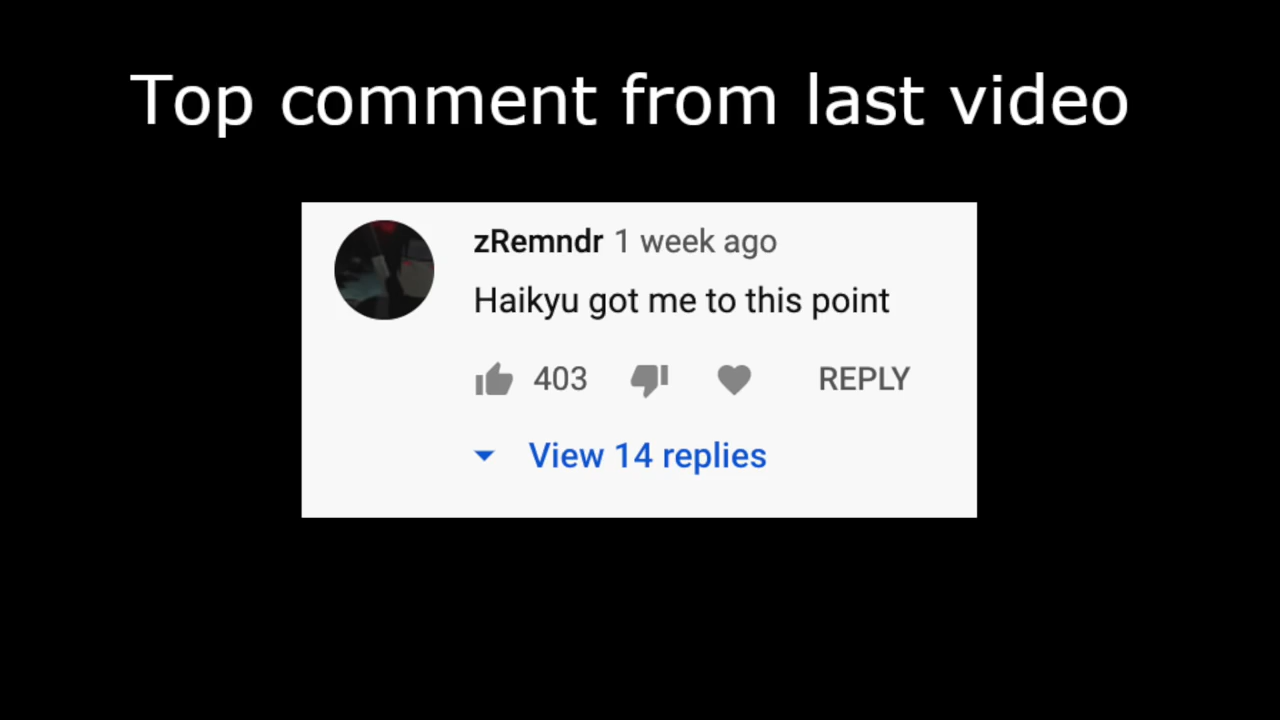 Top comment from last video
zRemndr 1 week ago
Haikyu got me to this point
403 REPLY
View 14 replies